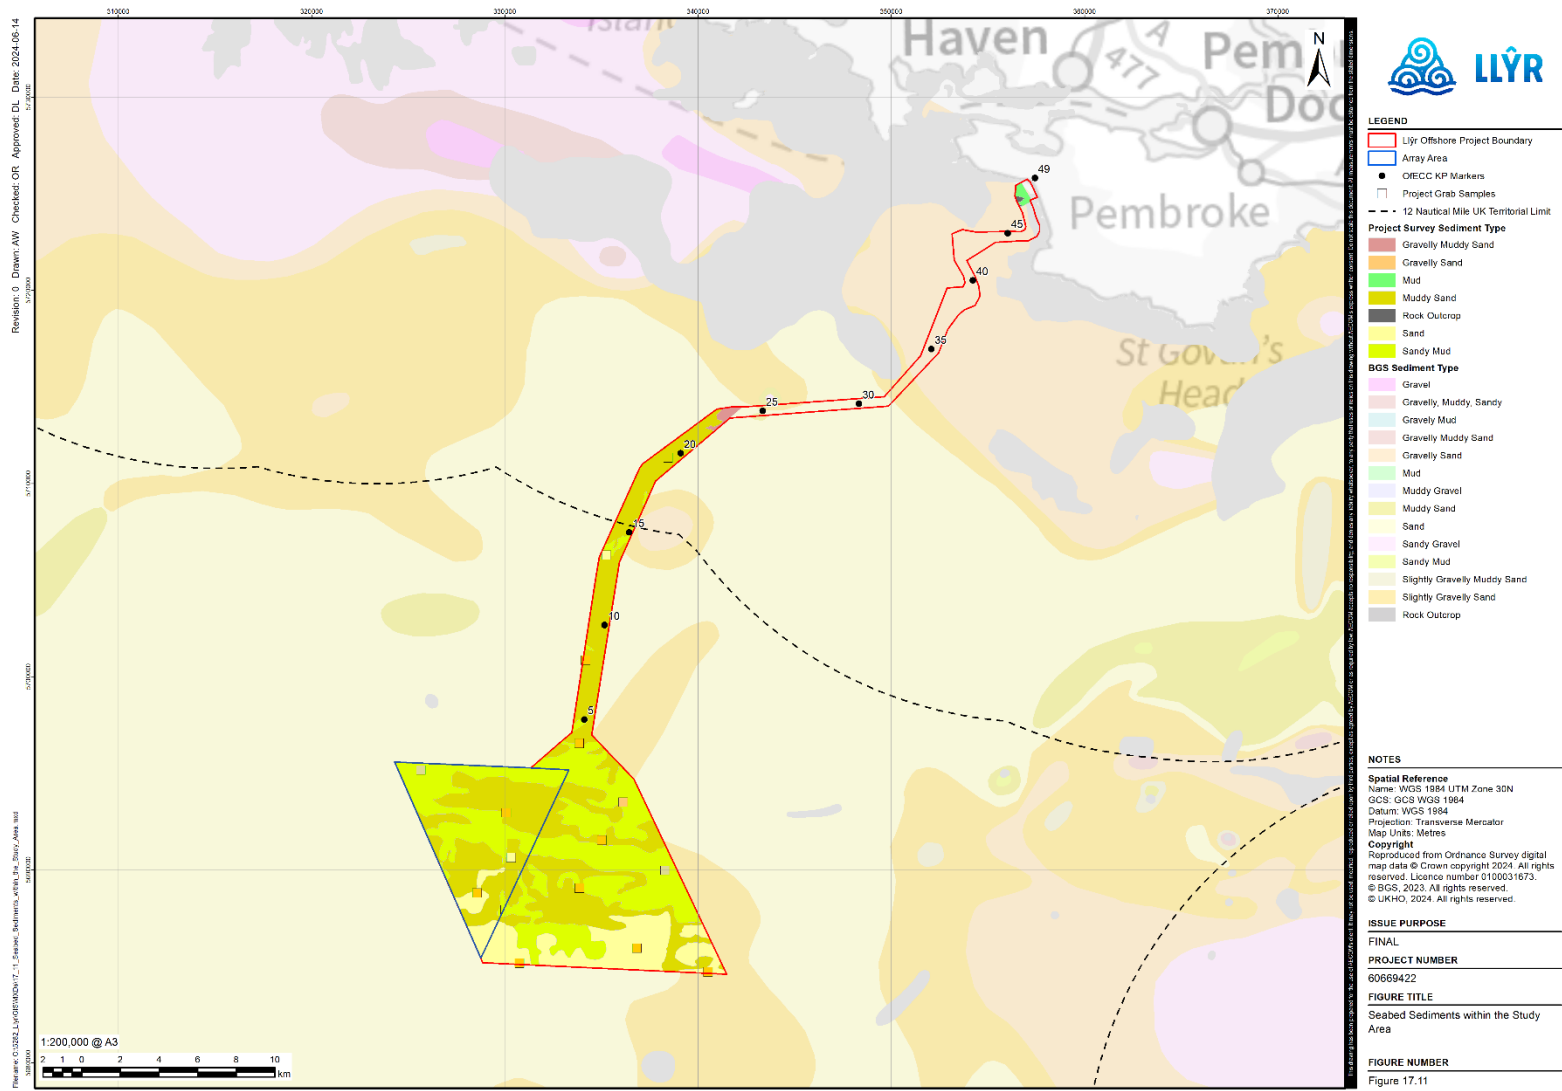 310000
320000
330000
340000
350000
360000
370000
Revision: 0 Drawn: AW Checked: OR Approved: DL Date: 2024-06-14
Haven
477
A
Pembroke
St Govan's
Head
N
49
45
40
35
30
25
20
15
10
5
1:200,000 @ A3
2 1 0 2 4 6 8 10
km
LLŶR
LEGEND
Llŷr Offshore Project Boundary
Array Area
OfECC KP Markers
Project Grab Samples
12 Nautical Mile UK Territorial Limit
Project Survey Sediment Type
Gravelly Muddy Sand
Gravelly Sand
Mud
Muddy Sand
Rock Outcrop
Sand
Sandy Mud
BGS Sediment Type
Gravel
Gravelly, Muddy, Sandy
Gravely Mud
Gravelly Muddy Sand
Gravelly Sand
Mud
Muddy Gravel
Muddy Sand
Sand
Sandy Gravel
Sandy Mud
Slightly Gravelly Muddy Sand
Slightly Gravelly Sand
Rock Outcrop
NOTES
Spatial Reference
Name: WGS 1984 UTM Zone 30N
GCS: GCS WGS 1984
Datum: WGS 1984
Projection: Transverse Mercator
Map Units: Metres
Copyright
Reproduced from Ordnance Survey digital
map data © Crown copyright 2024. All rights
reserved. Licence number 0100031673.
© BGS, 2023. All rights reserved.
© UKHO, 2024. All rights reserved.
ISSUE PURPOSE
FINAL
PROJECT NUMBER
60669422
FIGURE TITLE
Seabed Sediments within the Study
Area
FIGURE NUMBER
Figure 17.11